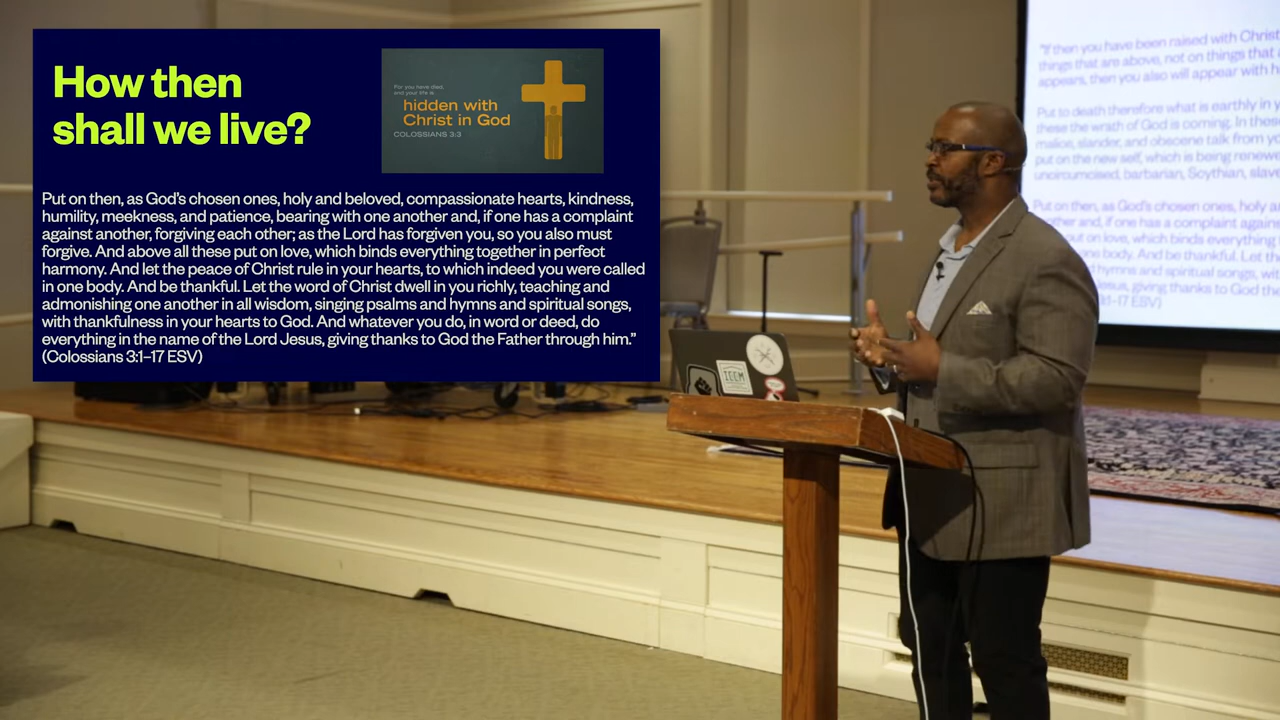 How then
shall we live?
For you have died,
and your life is
hidden with
Christ in God
COLOSSIANS 3:3
Put on then, as God's chosen ones, holy and beloved, compassionate hearts, kindness,
humility, meekness, and patience, bearing with one another and, if one has a complaint
against another, forgiving each other; as the Lord has forgiven you, so you also must
forgive. And above all these put on love, which binds everything together in perfect
harmony. And let the peace of Christ rule in your hearts, to which indeed you were called
in one body. And be thankful. Let the word of Christ dwell in you richly, teaching and
admonishing one another in all wisdom, singing psalms and hymns and spiritual songs,
with thankfulness in your hearts to God. And whatever you do, in word or deed, do
everything in the name of the Lord Jesus, giving thanks to God the Father through him.”
(Colossians 3:1–17 ESV)
"If then you have been raised with Christ
things that are above, not on things that
appears, then you also will appear with
Put to death therefore what is earthly in
these the wrath of God is coming. In
malice, slander, and obscene talk from
put on the new self, which is being
uncircumcised, barbarian, Scythian,
Put on then, as God's chosen ones, holy
other and, if one has a complaint
put on love, which binds everything
one body. And be thankful. Let
hymns and spiritual songs,
giving thanks to God
1–17 ESV)